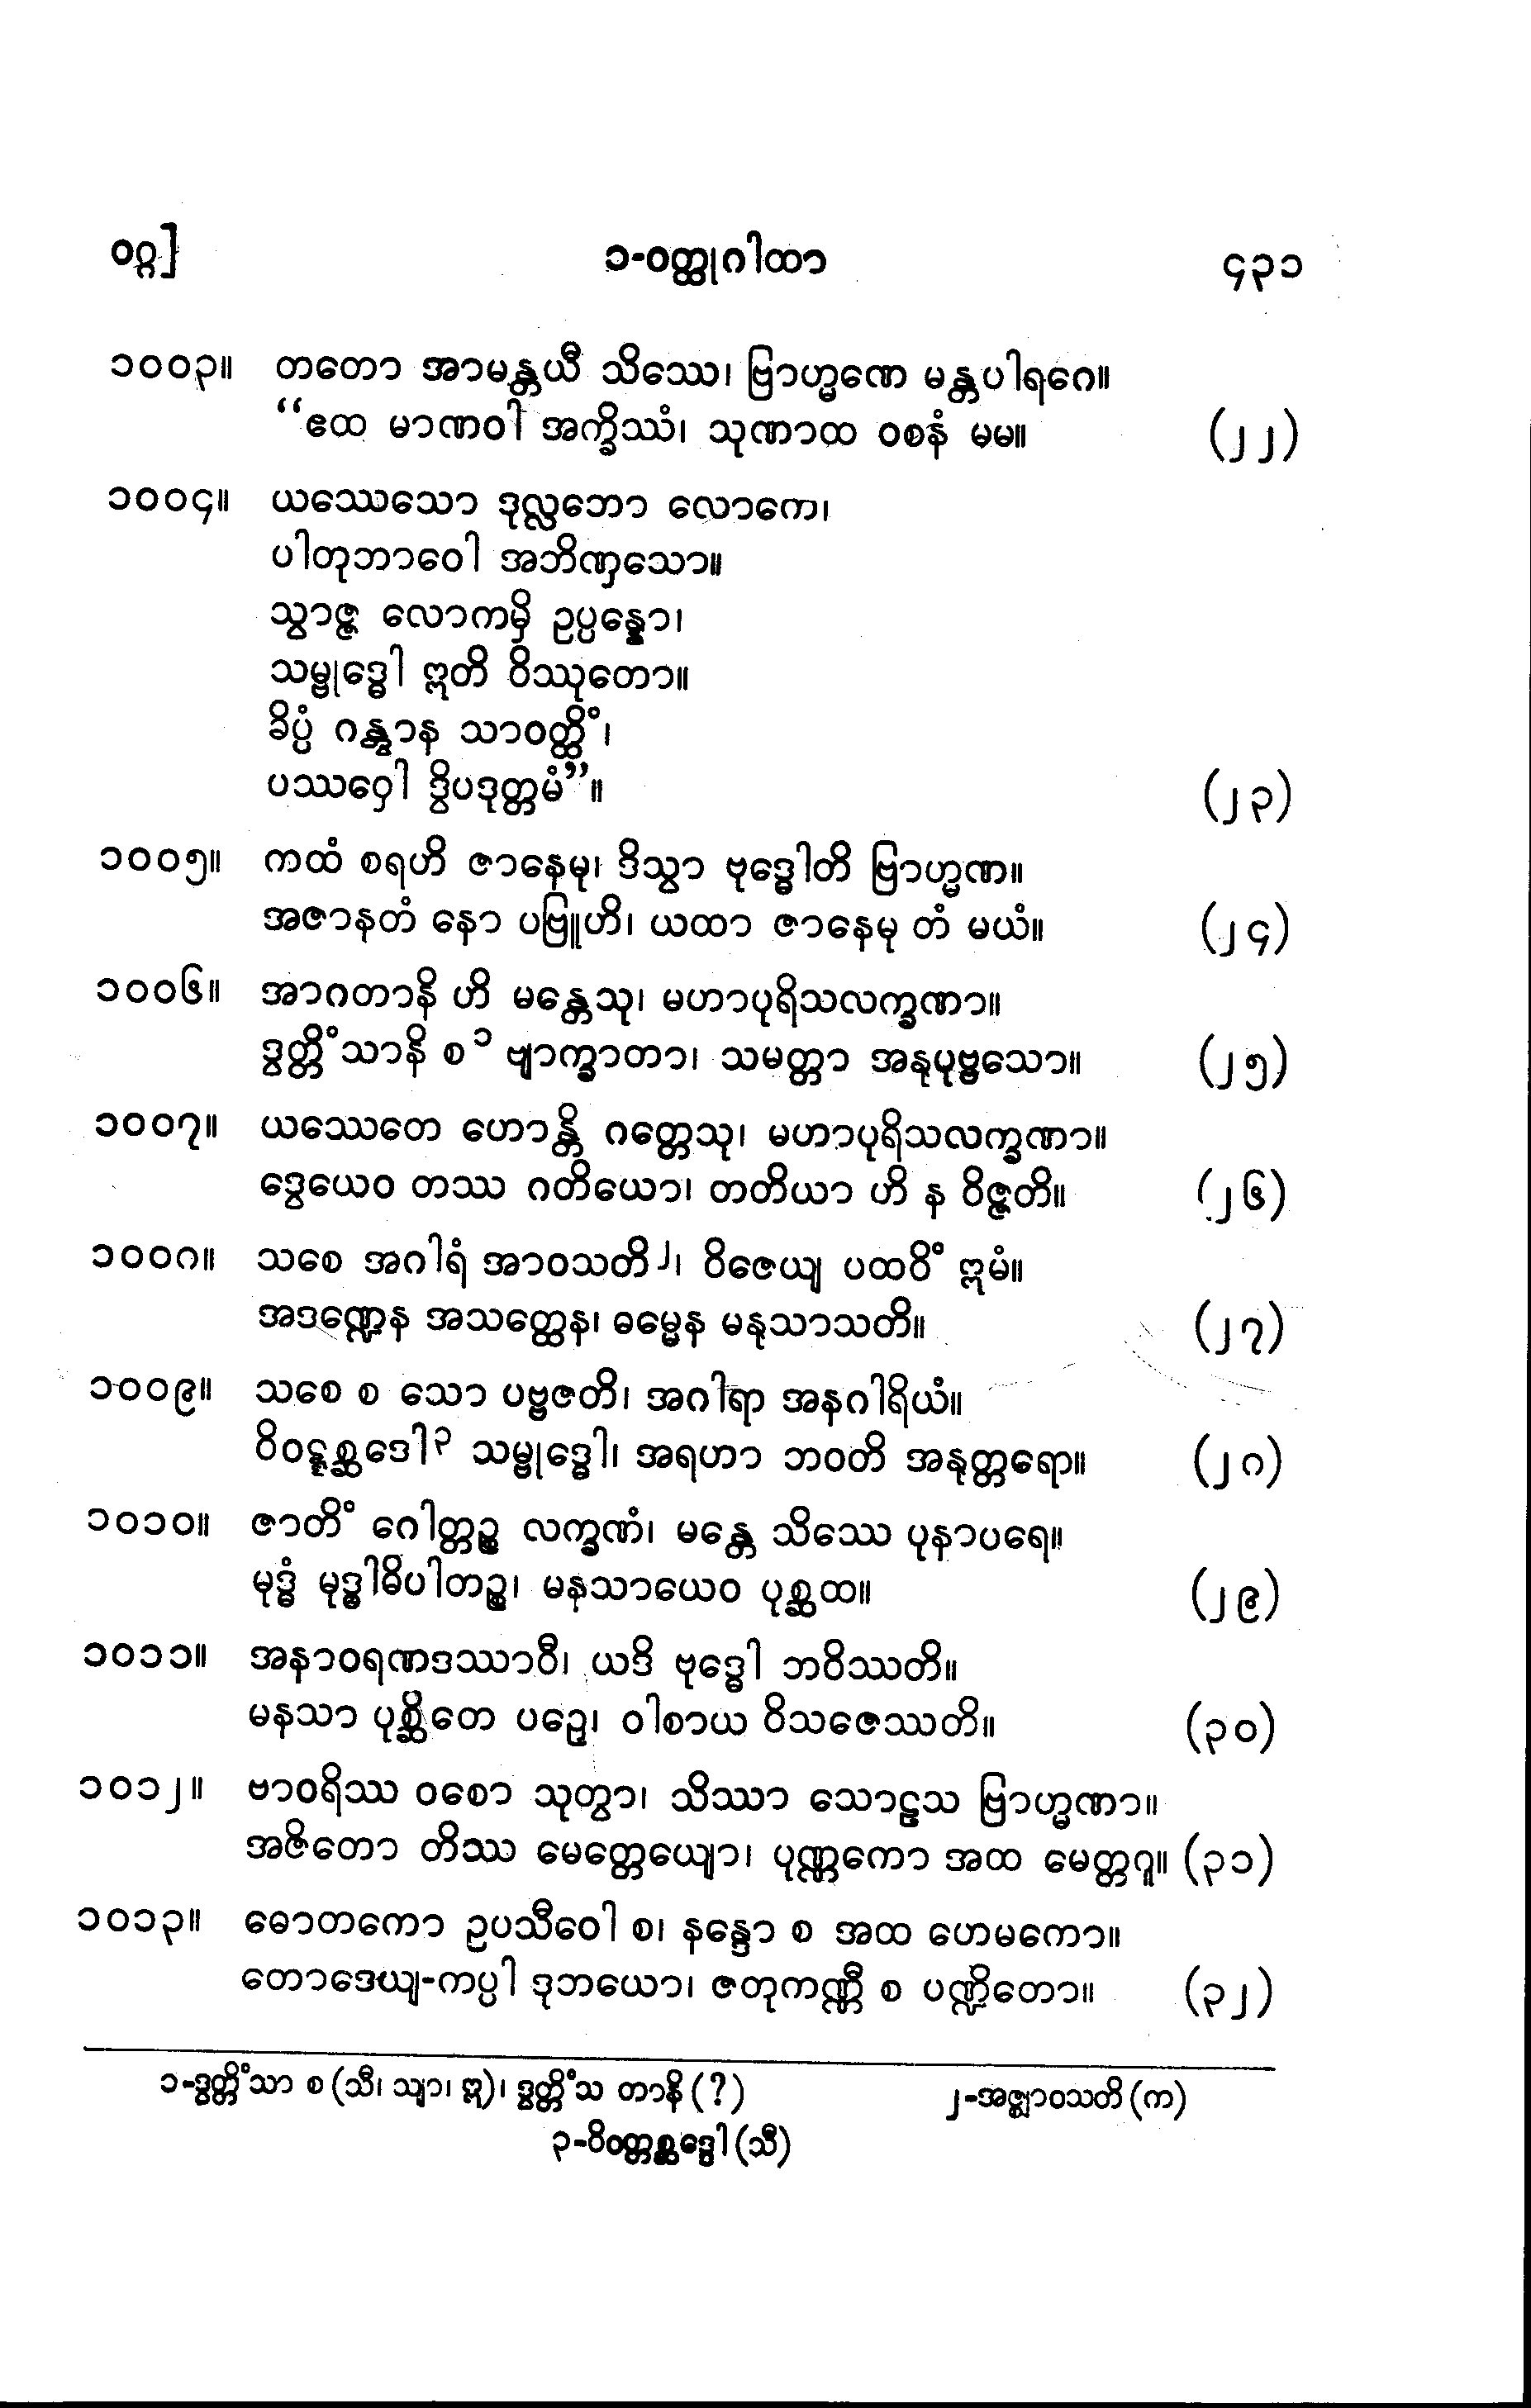 ဝဂ္ဂ] ၁-ဝတ္ထုဂါထာ ၄၃၁
၁၀၀၃။ တတော အာမန္တယီ သိဿေ၊ ဗြာဟ္မဏေ မန္တပါရဂေ။
“ဧထ မာဏဝါ အက္ခိဿံ၊ သုဏာထ ဝစနံ မမ။ (၂၂)
၁၀၀၄။ ယဿေသော ဒုလ္လဘော လောကေ၊
ပါတုဘာဝေါ အဘိဏှသော။
သွာဇ္ဇ လောကမှိ ဥပ္ပန္နော၊
သမ္ဗုဒ္ဓေါ ဣတိ ဝိဿုတော။
ခိပ္ပံ ဂန္တွာန သာဝတ္ထိံ၊
ပဿဝှေါ ဒွိပဒုတ္တမံ”။ (၂၃)
၁၀၀၅။ ကထံ စရဟိ ဇာနေမု၊ ဒိသွာ ဗုဒ္ဓေါတိ ဗြာဟ္မဏ။
အဇာနတံ နော ပဗြူဟိ၊ ယထာ ဇာနေမု တံ မယံ။ (၂၄)
၁၀၀၆။ အာဂတာနိ ဟိ မန္တေသု၊ မဟာပုရိသလက္ခဏာ။
ဒွတ္တိံသာနိ စ ၁ ဗျာက္ခာတာ၊ သမတ္တာ အနုပုဗ္ဗသော။ (၂၅)
၁၀၀၇။ ယဿေတေ ဟောန္တိ ဂတ္တေသု၊ မဟာပုရိသလက္ခဏာ။
ဒွေယေဝ တဿ ဂတိယော၊ တတိယာ ဟိ န ဝိဇ္ဇတိ။ (၂၆)
၁၀၀၈။ သစေ အဂါရံ အာဝသတိ ၂၊ ဝိဇေယျ ပထဝိံ ဣမံ။
အဒဏ္ဍေန အသတ္ထေန၊ ဓမ္မေန မနုသာသတိ။ (၂၇)
၁၀၀၉။ သစေ စ သော ပဗ္ဗဇတိ၊ အဂါရာ အနဂါရိယံ။
ဝိဝဋ္ဋစ္ဆဒေါ ၃ သမ္ဗုဒ္ဓေါ၊ အရဟာ ဘဝတိ အနုတ္တရော။ (၂၈)
၁၀၁၀။ ဇာတိံ ဂေါတ္တဉ္စ လက္ခဏံ၊ မန္တေ သိဿေ ပုနာပရေ။
မုဒ္ဓံ မုဒ္ဓါဓိပါတဉ္စ၊ မနသာယေဝ ပုစ္ဆထ။ (၂၉)
၁၀၁၁။ အနာဝရဏဒဿာဝီ၊ ယဒိ ဗုဒ္ဓေါ ဘဝိဿတိ။
မနသာ ပုစ္ဆိတေ ပဉှေ၊ ဝါစာယ ဝိသဇေဿတိ။ (၃၀)
၁၀၁၂။ ဗာဝရိဿ ဝစော သုတွာ၊ သိဿာ သောဠသ ဗြာဟ္မဏာ။
အဇိတော တိဿ မေတ္တေယျော၊ ပုဏ္ဏကော အထ မေတ္တဂူ။ (၃၁)
၁၀၁၃။ ဓောတကော ဥပသီဝေါ စ၊ နန္ဒော စ အထ ဟေမကော။
တောဒေယျ-ကပ္ပါ ဒုဘယော၊ ဇတုကဏ္ဏီ စ ပဏ္ဍိတော။ (၃၂)
၁-ဒွတ္တိံသာ စ (သီ၊ သျာ၊ ဣ)၊ ဒွတ္တိံသ တာနိ (?) ၂-အဇ္ဈာဝသတိ (က)
၃-ဝိဝတ္တစ္ဆဒ္ဒေါ (သီ)